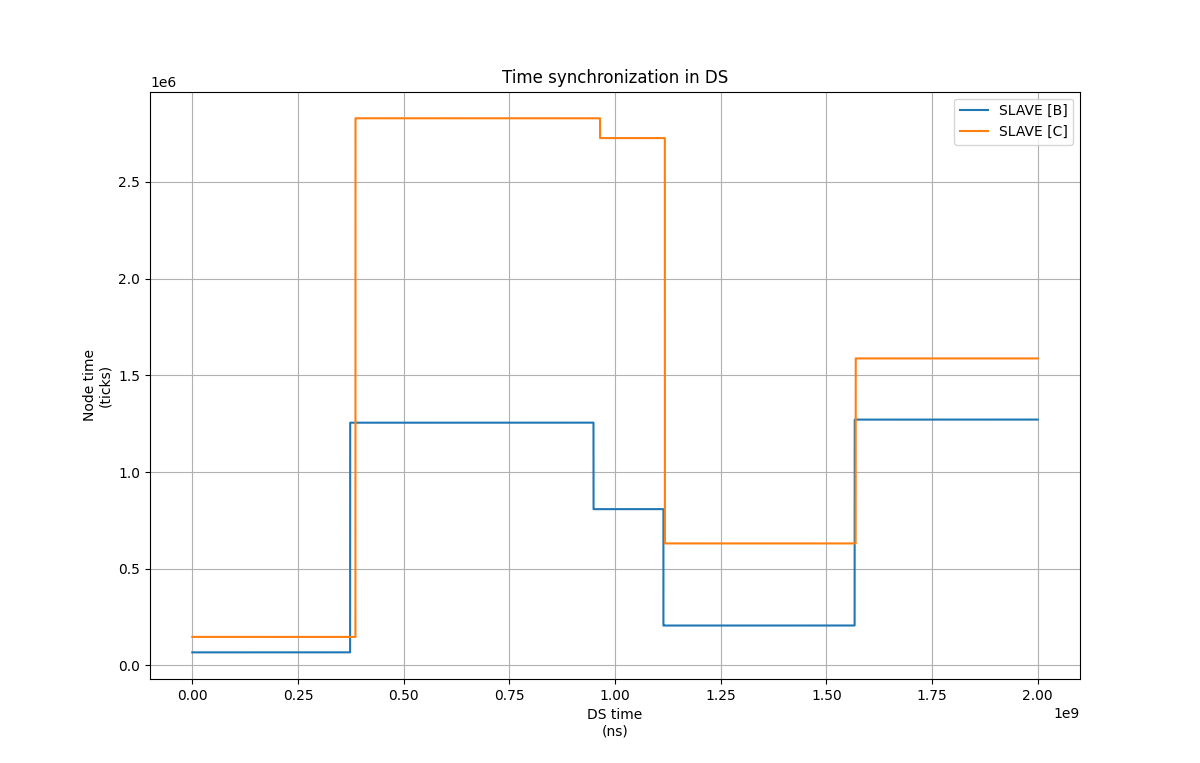 Time synchronization in DS
1e6
SLAVE [B]
SLAVE [C]
2.5
2.0
1.5
1.0
0.5
0.0
Node time
(ticks)
0.00 0.25 0.50 0.75 1.00 1.25 1.50 1.75 2.00
1e9
DS time
(ns)